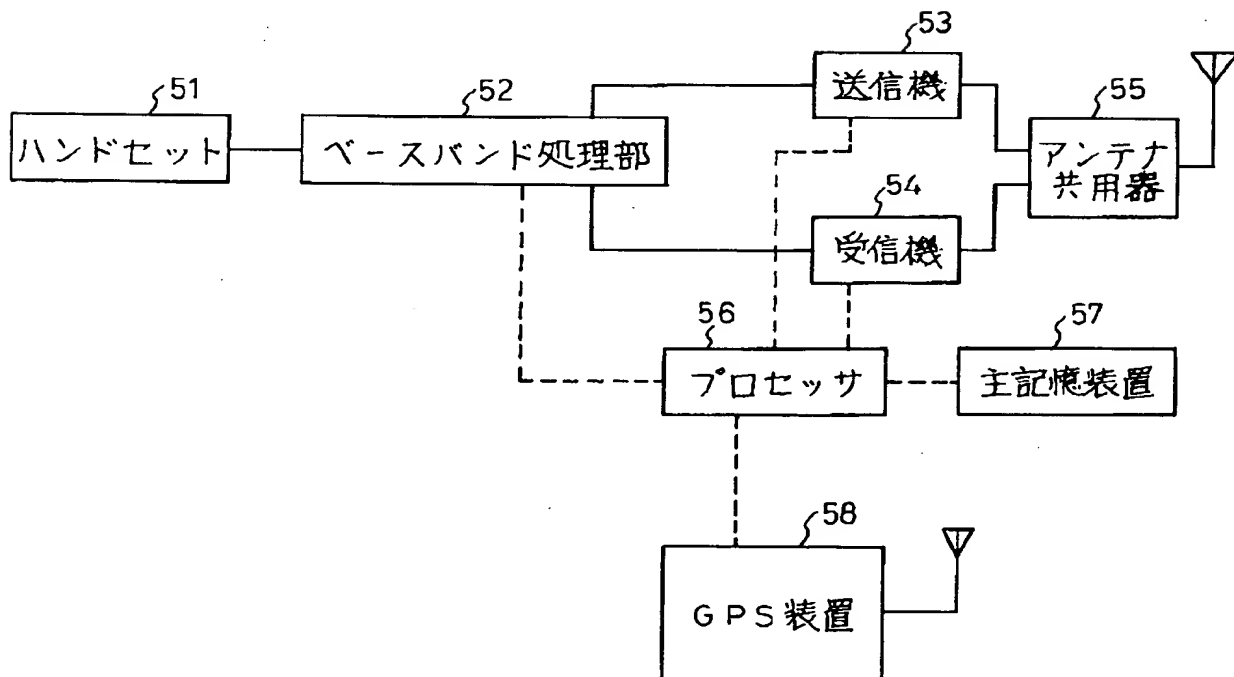 53
送信機
51
ハンドセット
52
ベースバンド処理部
55
アンテナ
共用器
54
受信機
56
プロセッサ
57
主記憶装置
58
GPS装置